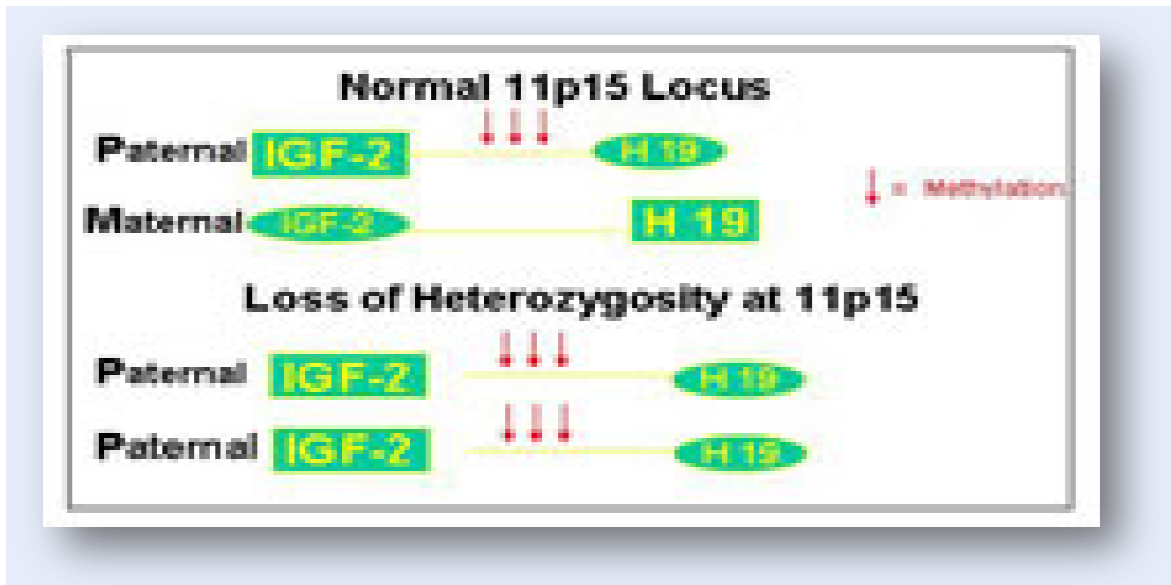 Normal 11p15 Locus
Paternal IGF-2 H 19
↓ = Methylation
Maternal IGF-2 H 19
Loss of Heterozygosity at 11p15
Paternal IGF-2 H 19
Paternal IGF-2 H 19